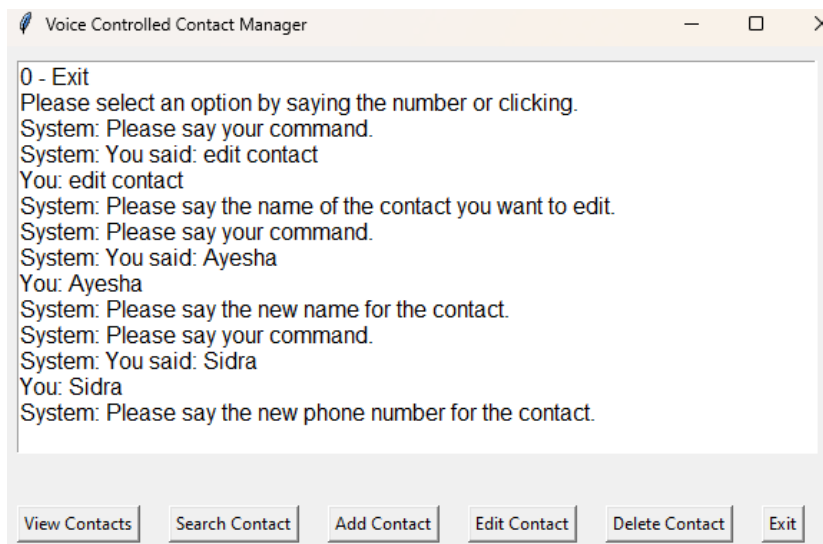 Voice Controlled Contact Manager
0 - Exit
Please select an option by saying the number or clicking.
System: Please say your command.
System: You said: edit contact
You: edit contact
System: Please say the name of the contact you want to edit.
System: Please say your command.
System: You said: Ayesha
You: Ayesha
System: Please say the new name for the contact.
System: Please say your command.
System: You said: Sidra
You: Sidra
System: Please say the new phone number for the contact.
View Contacts Search Contact Add Contact Edit Contact Delete Contact Exit